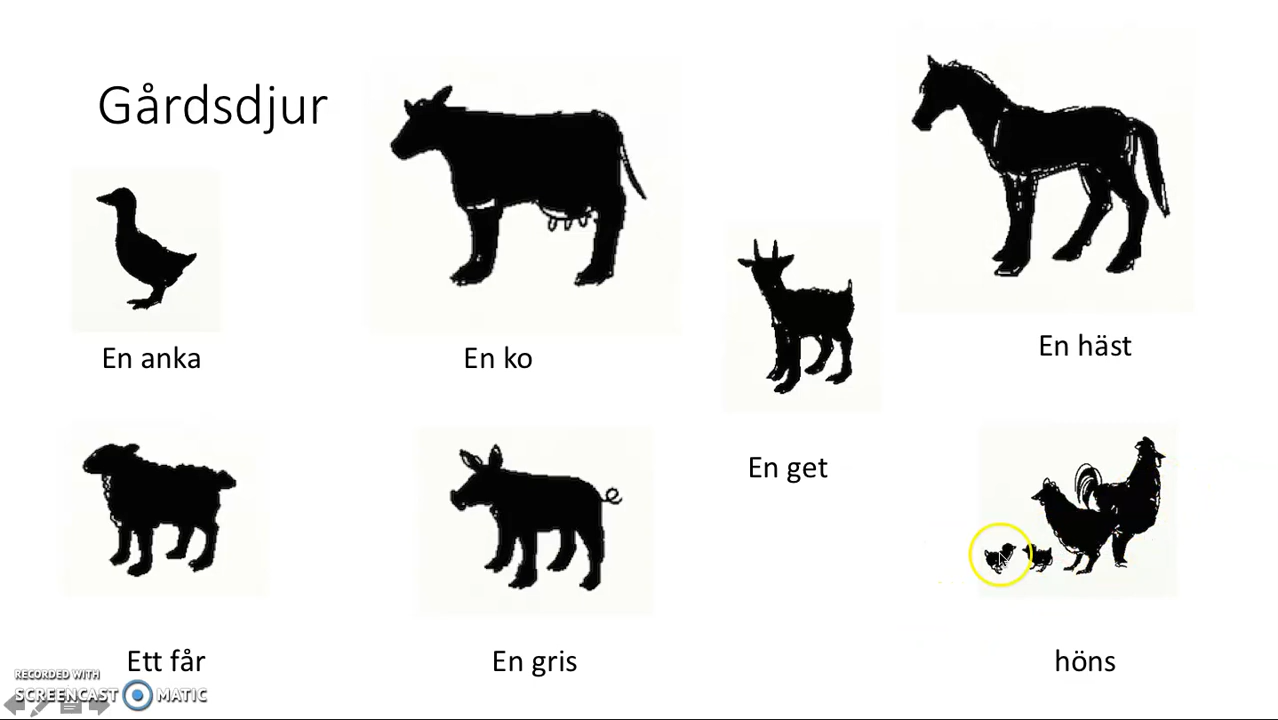 Gårdsdjur
En anka
En ko
En get
En häst
Ett får
En gris
höns
RECORDED WITH
SCREENCAST MATIC